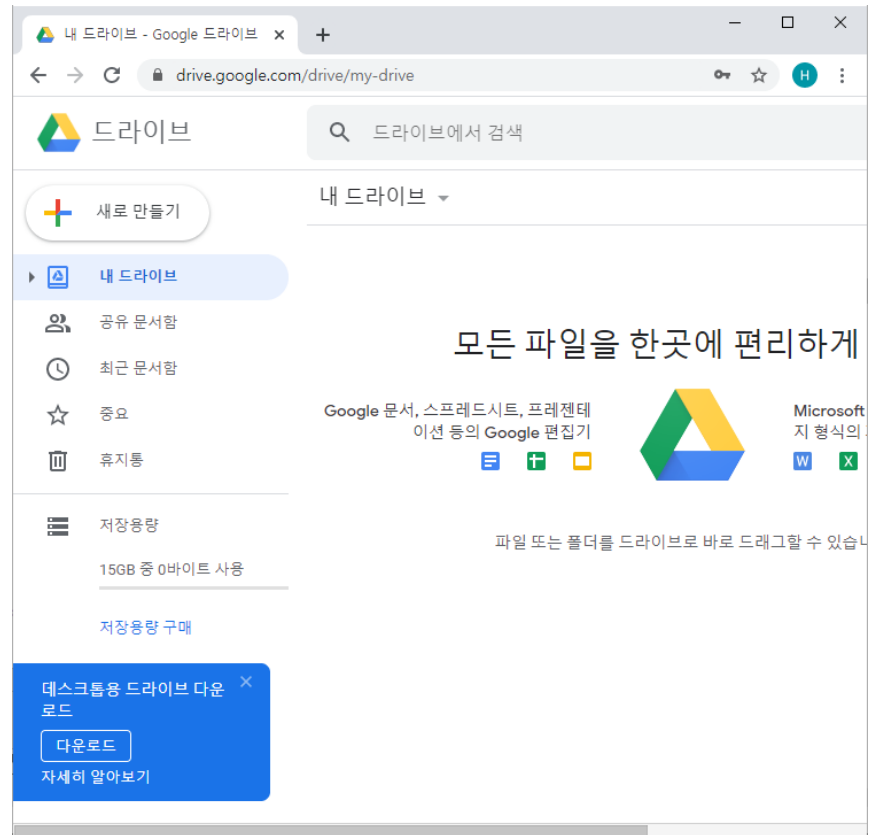 내 드라이브 - Google 드라이브
drive.google.com/drive/my-drive
H
드라이브
드라이브에서 검색
새로 만들기
내 드라이브
내 드라이브
공유 문서함
최근 문서함
중요
휴지통
저장용량
15GB 중 0바이트 사용
저장용량 구매
데스크톱용 드라이브 다운
로드
다운로드
자세히 알아보기
모든 파일을 한곳에 편리하게
Google 문서, 스프레드시트, 프레젠테
이션 등의 Google 편집기
Microsoft
지 형식의
W X
파일 또는 폴더를 드라이브로 바로 드래그할 수 있습